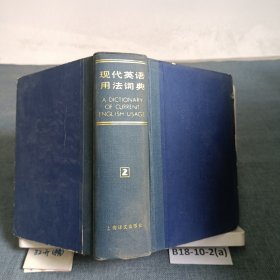 现代英语
用法词典
A DICTIONARY
OF CURRENT
ENGLISH USAGE
2
上海译文出版社
B18-10-2(a)